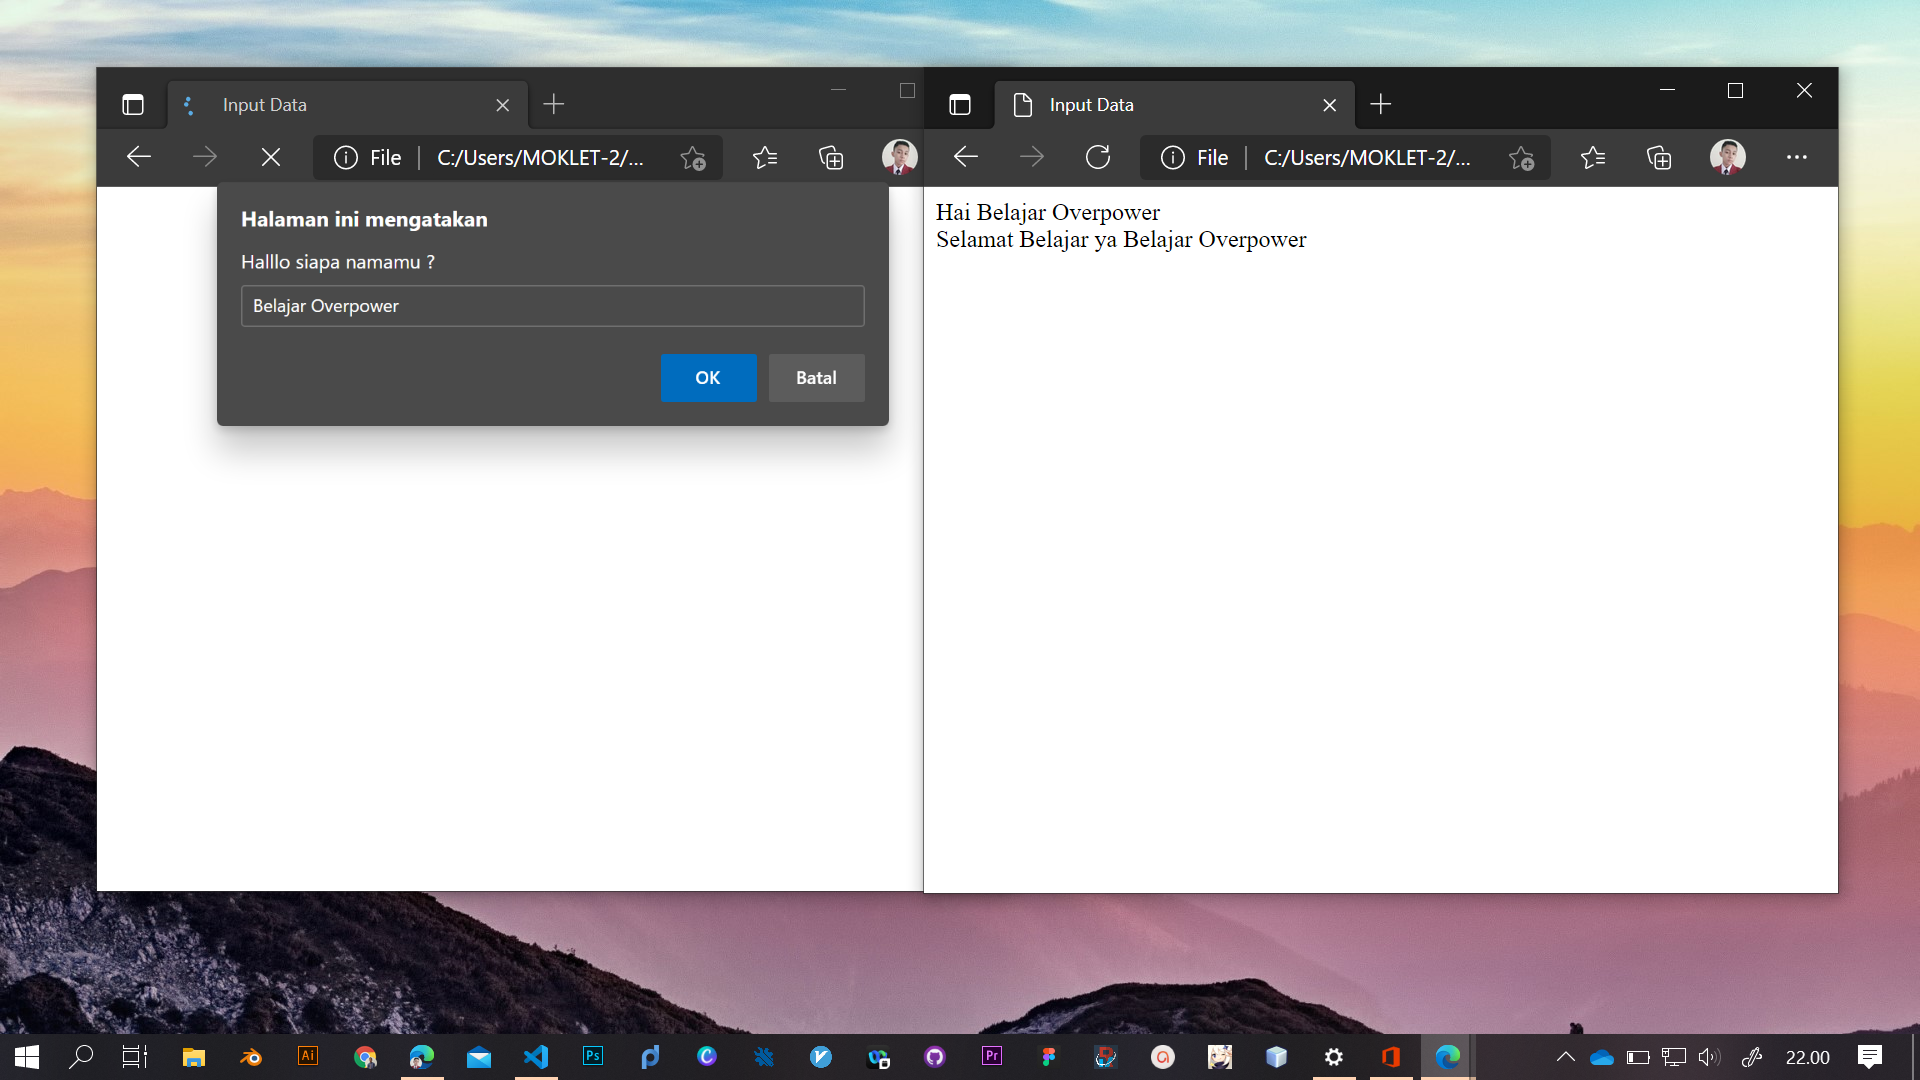 Input Data
File
C:/Users/MOKLET-2/...
Halaman ini mengatakan
Halllo siapa namamu ?
Belajar Overpower
OK
Batal
Input Data
File
C:/Users/MOKLET-2/...
Hai Belajar Overpower
Selamat Belajar ya Belajar Overpower
Ai
Ps
Pr
22.00